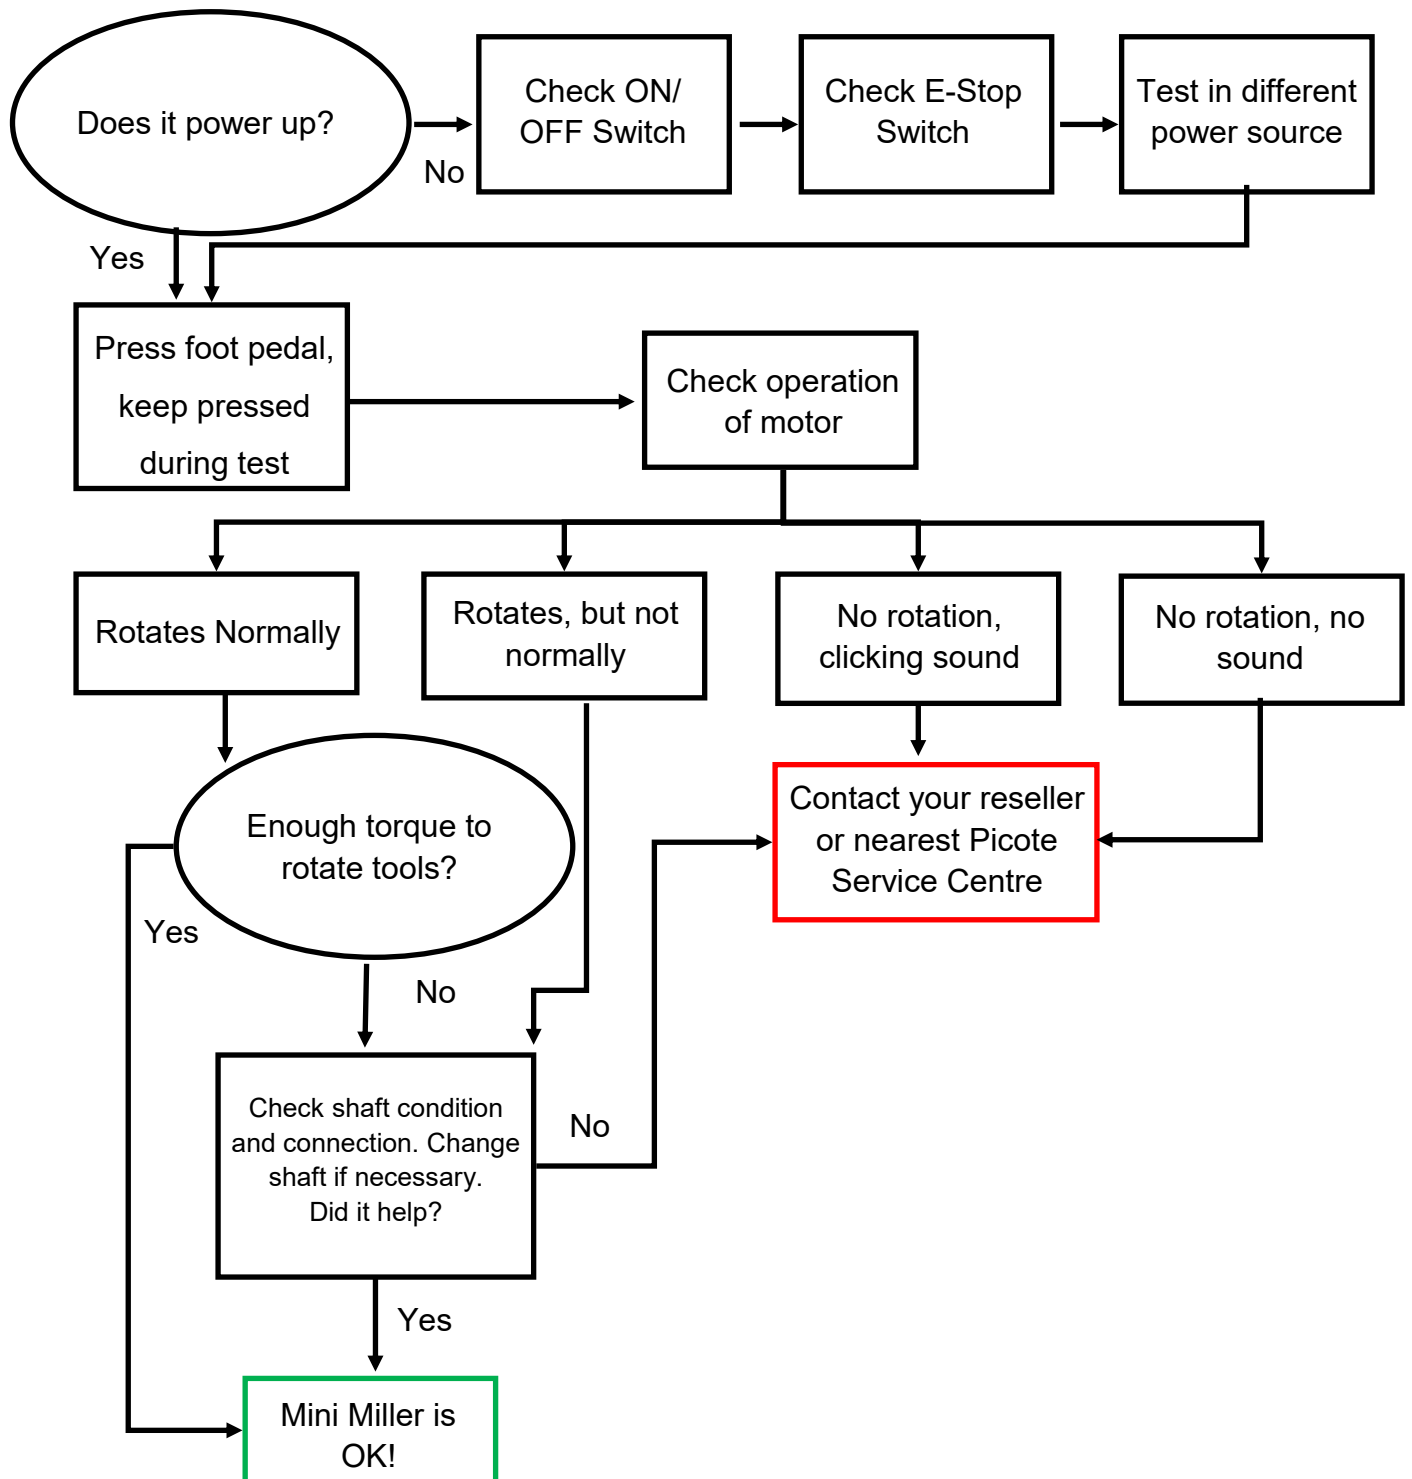 Does it power up?
No
Check ON/
OFF Switch
Check E-Stop
Switch
Test in different
power source
Yes
Press foot pedal,
keep pressed
during test
Check operation
of motor
Rotates Normally
Rotates, but not
normally
No rotation,
clicking sound
No rotation, no
sound
Enough torque to
rotate tools?
Contact your reseller
or nearest Picote
Service Centre
Yes
No
Check shaft condition
and connection. Change
shaft if necessary.
Did it help?
No
Yes
Mini Miller is
OK!